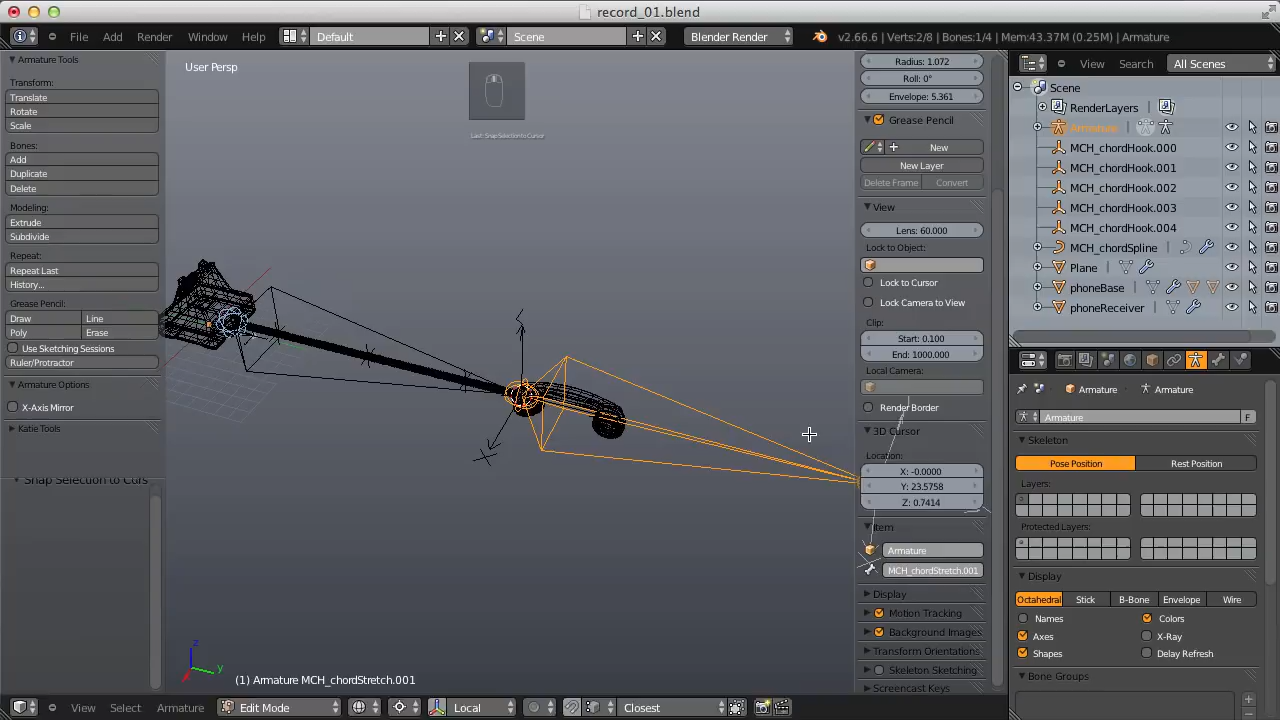 record_01.blend
File Add Render Window Help Default Scene Blender Render v2.66.6 | Verts:2/8 | Bones:1/4 | Mem:43.37M (0.25M) | Armature
Armature Tools
Transform:
Translate
Rotate
Scale
Bones:
Add
Duplicate
Delete
Modeling:
Extrude
Subdivide
Repeat:
Repeat Last
History...
Grease Pencil:
Draw Line
Poly Erase
Use Sketching Sessions
Ruler/Protractor
Armature Options
X-Axis Mirror
Katie Tools
Snap Selection to Curs
User Persp
Last: Snap Selection to Cursor
z
y
(1) Armature MCH_chordStretch.001
Radius: 1.072
Roll: 0°
Envelope: 5.361
Grease Pencil
New
New Layer
Delete Frame Convert
View
Lens: 60.000
Lock to Object:
Lock to Cursor
Lock Camera to View
Clip:
Start: 0.100
End: 1000.000
Local Camera:
Render Border
3D Cursor
Location:
X: -0.0000
Y: 23.5758
Z: 0.7414
Item
Armature
MCH_chordStretch.001
Display
Motion Tracking
Background Images
Transform Orientations
Skeleton Sketching
Screencast Keys
View Search All Scenes
Scene
RenderLayers
Armature
MCH_chordHook.000
MCH_chordHook.001
MCH_chordHook.002
MCH_chordHook.003
MCH_chordHook.004
MCH_chordSpline
Plane
phoneBase
phoneReceiver
Armature Armature
Armature F
Skeleton
Pose Position Rest Position
Layers:
Protected Layers:
Display
Octahedral Stick B-Bone Envelope Wire
Names Colors
Axes X-Ray
Shapes Delay Refresh
Bone Groups
View Select Armature Edit Mode Local Closest